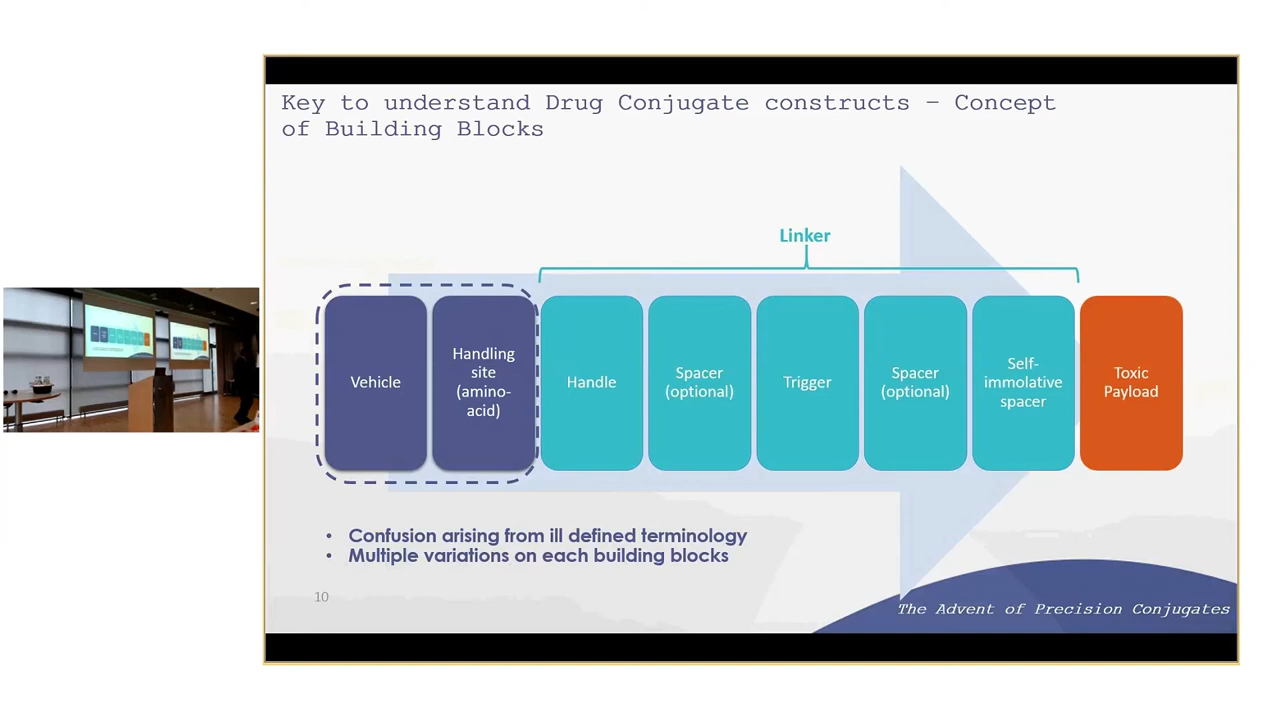 Key to understand Drug Conjugate constructs – Concept
of Building Blocks
Linker
Vehicle
Handling
site
(amino-
acid)
Handle
Spacer
(optional)
Trigger
Spacer
(optional)
Self-
immolative
spacer
Toxic
Payload
• Confusion arising from ill defined terminology
• Multiple variations on each building blocks
10
The Advent of Precision Conjugates